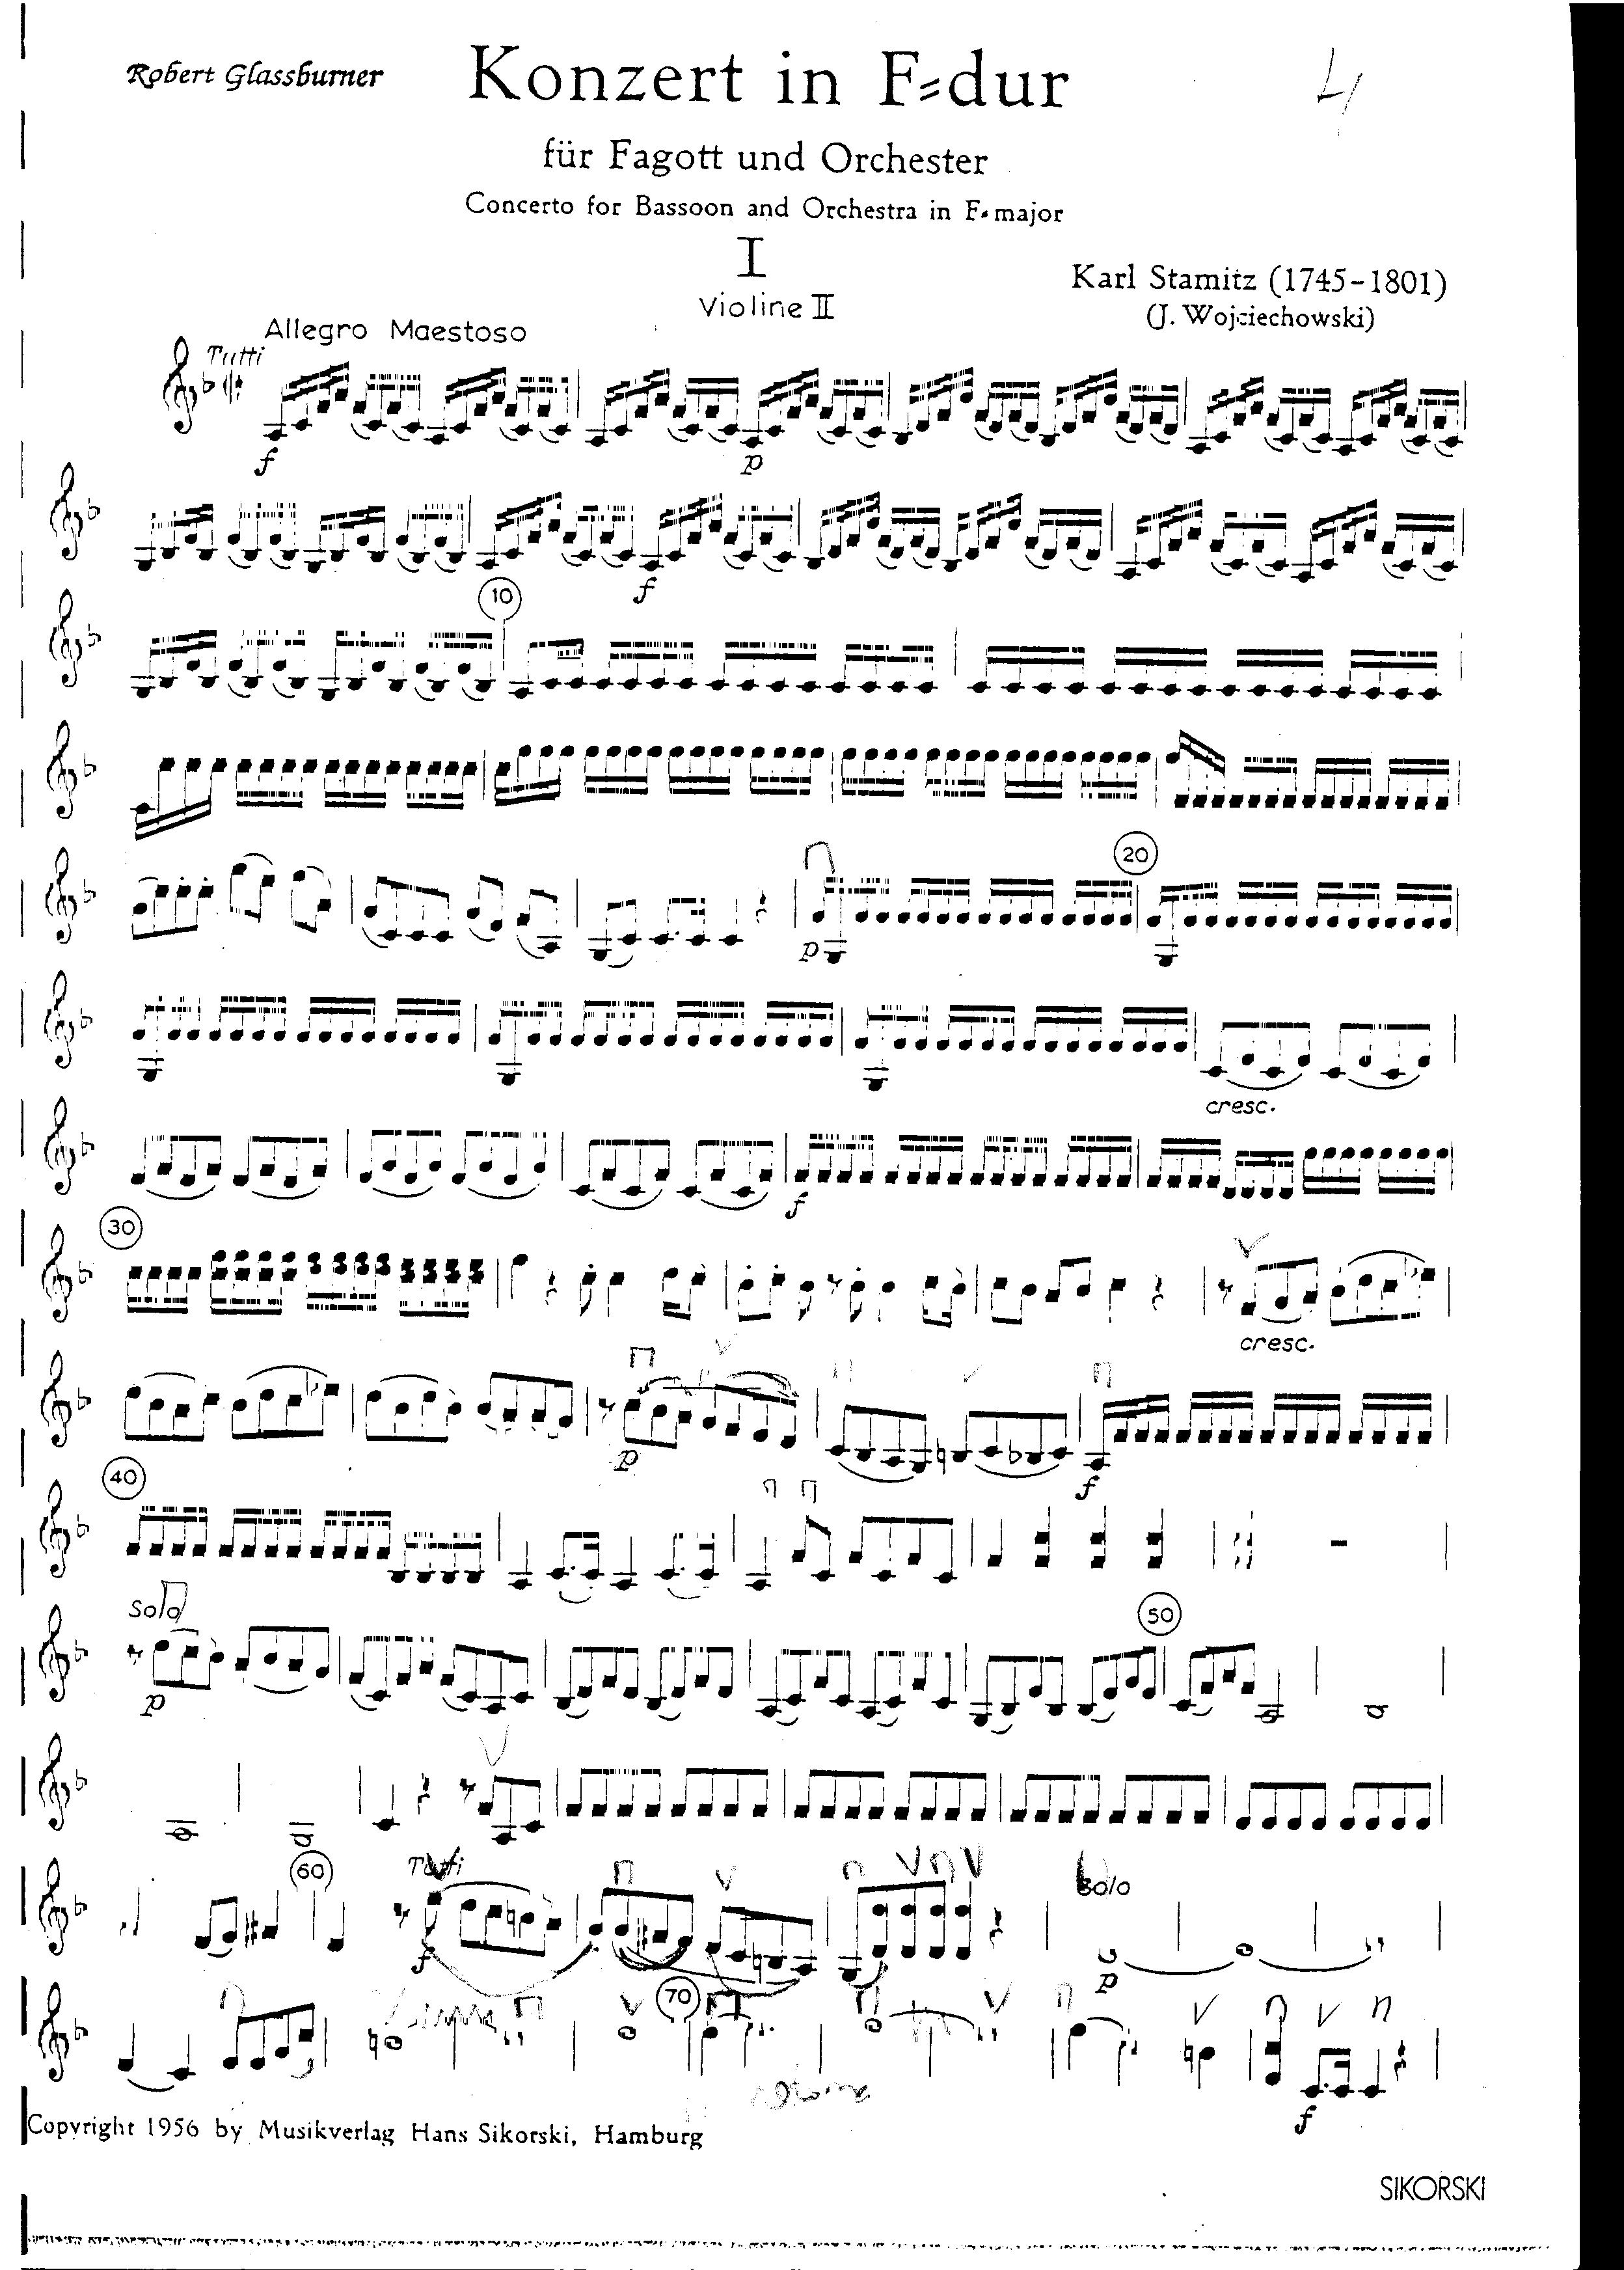 Robert Glassburner
Konzert in F-dur
4
für Fagott und Orchester
Concerto for Bassoon and Orchestra in F-major
I
Karl Stamitz (1745-1801)
(J. Wojciechowski)
Violine II
Allegro Maestoso
Tutti
f p
f
10
20
p
cresc.
f
30
cresc.
p f
40
Solo
50
p
60
Tutti
Solo
f p
70
f
Copyright 1956 by Musikverlag Hans Sikorski, Hamburg
SIKORSKI